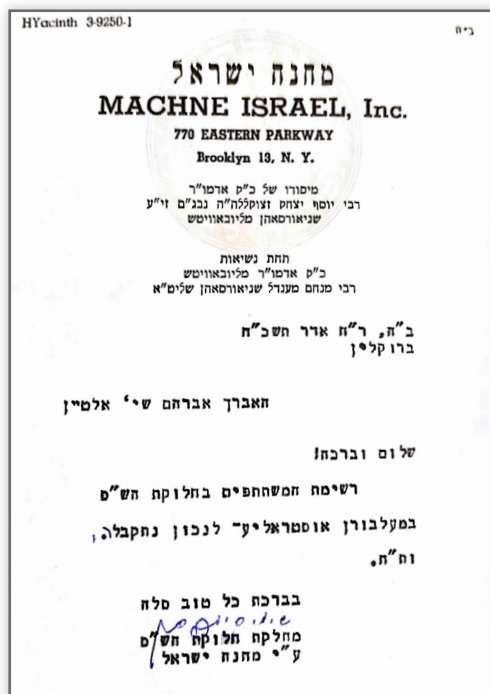 HYacinth 3-9250-1
ב״ה
מחנה ישראל
MACHNE ISRAEL, Inc.
770 EASTERN PARKWAY
Brooklyn 13, N. Y.
מיסודו של כ״ק אדמו״ר
רבי יוסף יצחק זצוקללה״ה נבג״ם זי״ע
שניאורסאהן מליובאוויטש
תחת נשיאות
כ״ק אדמו״ר מליובאוויטש
רבי מנחם מענדל שניאורסאהן שליט״א
ב״ה, ר״ח אדר תשכ״ח
ברוקלין
האברך אברהם שי׳ אלטיין
שלום וברכה!
רשימת המשתתפים בחלוקת הש״ס
במעלבורן אוסטראליע־ לנכון נתקבלה,
ות״ח.
בברכת כל טוב סלה
מחלקת חלוקת הש״ס
ע״י מחנה ישראל